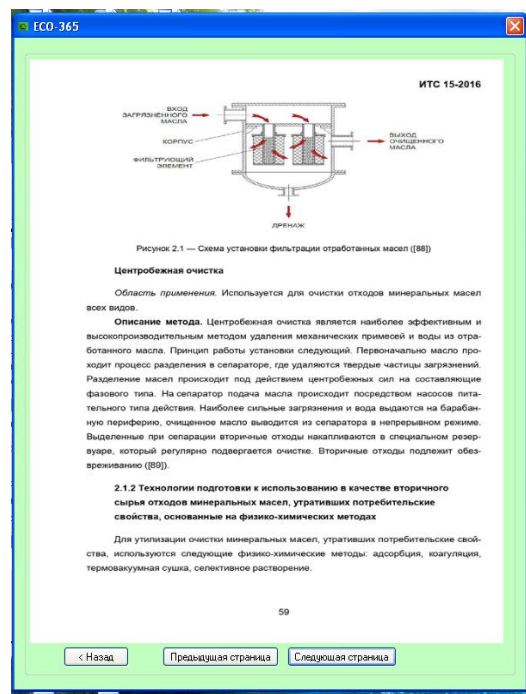 ECO-365
ИТС 15-2016
ВХОД
ЗАГРЯЗНЕННОГО
МАСЛА
КОРПУС
ФИЛЬТРУЮЩИЙ
ЭЛЕМЕНТ
ВЫХОД
ОЧИЩЕННОГО
МАСЛА
ДРЕНАЖ
Рисунок 2.1 — Схема установки фильтрации отработанных масел ([88])
Центробежная очистка
Область применения. Используется для очистки отходов минеральных масел
всех видов.
Описание метода. Центробежная очистка является наиболее эффективным и
высокопроизводительным методом удаления механических примесей и воды из отра-
ботанного масла. Принцип работы установки следующий. Первоначально масло про-
ходит процесс разделения в сепараторе, где удаляются твердые частицы загрязнений.
Разделение масел происходит под действием центробежных сил на составляющие
фазового типа. На сепаратор подача масла происходит посредством насосов пита-
тельного типа действия. Наиболее сильные загрязнения и вода выдаются на барабан-
ную периферию, очищенное масло выводится из сепаратора в непрерывном режиме.
Выделенные при сепарации вторичные отходы накапливаются в специальном резер-
вуаре, который регулярно подвергается очистке. Вторичные отходы подлежит обез-
вреживанию ([89]).
2.1.2 Технологии подготовки к использованию в качестве вторичного
сырья отходов минеральных масел, утративших потребительские
свойства, основанные на физико-химических методах
Для утилизации очистки минеральных масел, утративших потребительские свой-
ства, используются следующие физико-химические методы: адсорбция, коагуляция,
термовакуумная сушка, селективное растворение.
59
< Назад
Предыдущая страница
Следующая страница